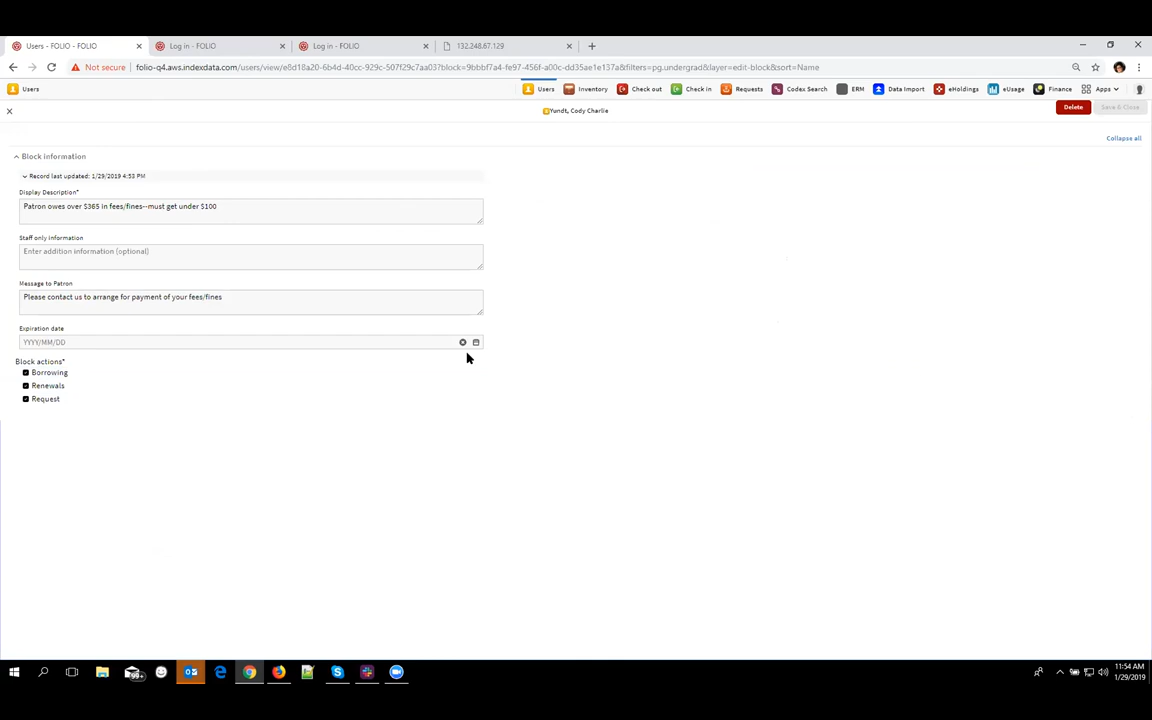 Users - FOLIO - FOLIO
Log in - FOLIO
Log in - FOLIO
132.248.67.129
Not secure
folio-q4.aws.indexdata.com/users/view/e8d18a20-6b4d-40cc-929c-507f29c7aa03?block=9bbbf7a4-fe97-456f-a00c-dd35ae1e137a&filters=pg.undergrad&layer=edit-block&sort=Name
Users
Users
Inventory
Check out
Check in
Requests
Codex Search
ERM
Data Import
eHoldings
eUsage
Finance
Apps
Yundt, Cody Charlie
Delete
Save & Close
Collapse all
Block information
Record last updated: 1/29/2019 4:53 PM
Display Description*
Patron owes over $365 in fees/fines--must get under $100
Staff only information
Enter addition information (optional)
Message to Patron
Please contact us to arrange for payment of your fees/fines
Expiration date
YYYY/MM/DD
Block actions*
Borrowing
Renewals
Request
99+
11:54 AM
1/29/2019